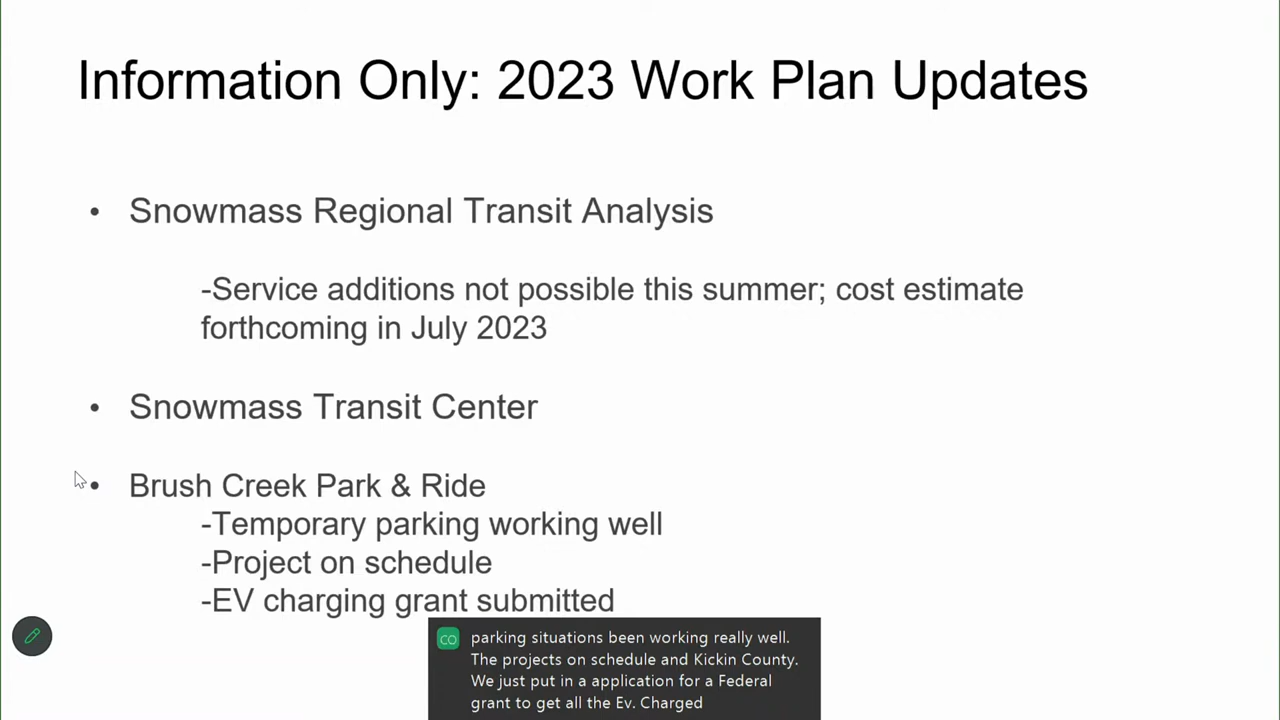 Information Only: 2023 Work Plan Updates
• Snowmass Regional Transit Analysis
-Service additions not possible this summer; cost estimate
forthcoming in July 2023
• Snowmass Transit Center
• Brush Creek Park & Ride
-Temporary parking working well
-Project on schedule
-EV charging grant submitted
CO
parking situations been working really well.
The projects on schedule and Kickin County.
We just put in a application for a Federal
grant to get all the Ev. Charged